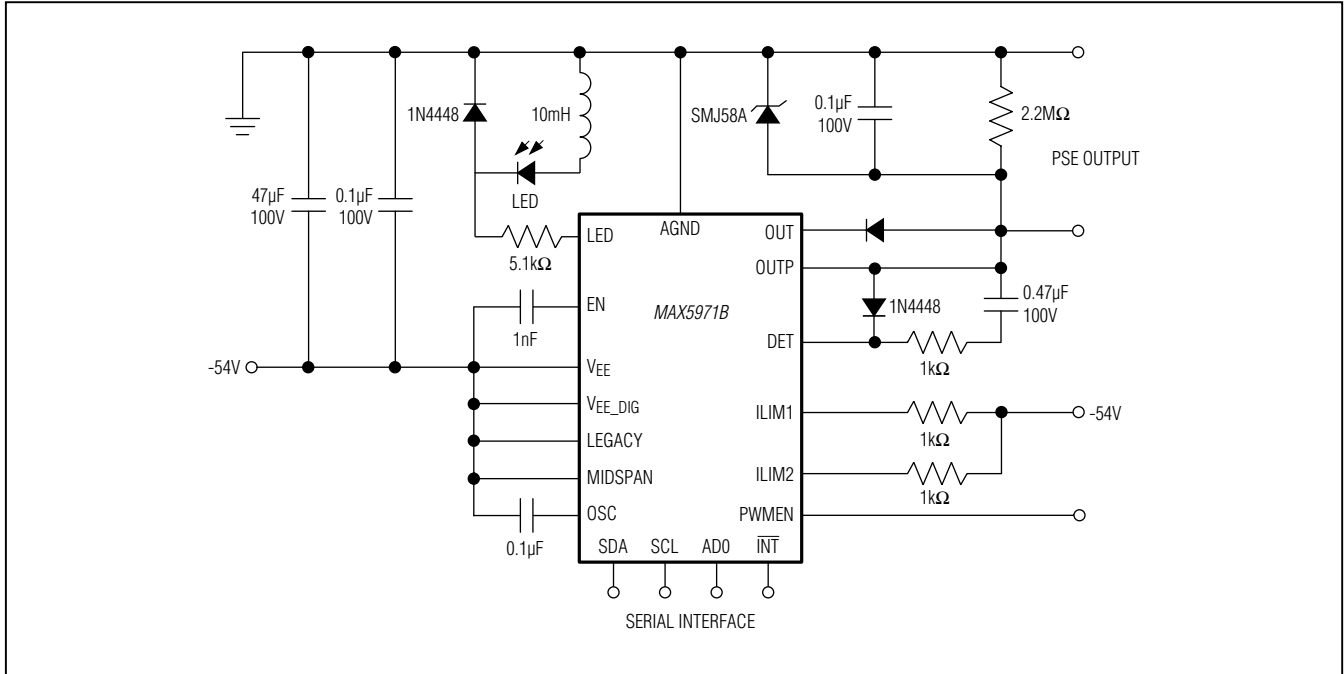 1N4448
10mH
SMJ58A
0.1µF
100V
2.2MΩ
PSE OUTPUT
47µF
100V
0.1µF
100V
LED
5.1kΩ
LED
AGND
OUT
OUTP
EN
1nF
MAX5971B
1N4448
0.47µF
100V
DET
1kΩ
-54V
VEE
VEE_DIG
LEGACY
MIDSPAN
OSC
0.1µF
ILIM1
1kΩ
-54V
ILIM2
1kΩ
PWMEN
SDA SCL AD0 INT
SERIAL INTERFACE